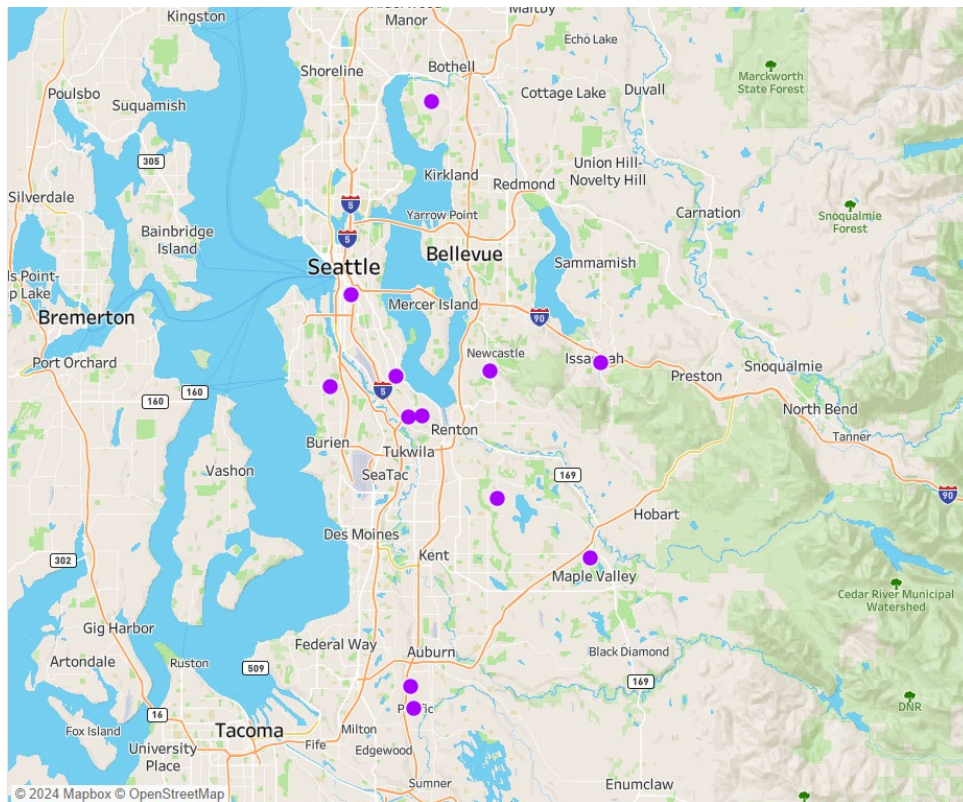 Kingston
Manor
Maltby
Echo Lake
Shoreline
Bothell
Marckworth
State Forest
Poulsbo
Suquamish
Cottage Lake
Duvall
305
Union Hill-
Novelty Hill
Kirkland
Redmond
Silverdale
5
Yarrow Point
Carnation
Snoqualmie
Forest
Bainbridge
Island
5
Bellevue
Seattle
Sammamish
ds Point-
p Lake
Mercer Island
Bremerton
90
Newcastle
Port Orchard
Issaquah
Preston
Snoqualmie
160
160
5
North Bend
Tanner
Burien
Renton
Tukwila
Vashon
SeaTac
169
90
Hobart
Des Moines
302
Kent
Maple Valley
Cedar River Municipal
Watershed
Gig Harbor
Federal Way
Auburn
Black Diamond
Artondale
Ruston
509
169
DNR
Pacific
16
Fox Island
Tacoma
Milton
University
Place
Fife
Edgewood
Sumner
Enumclaw
© 2024 Mapbox © OpenStreetMap